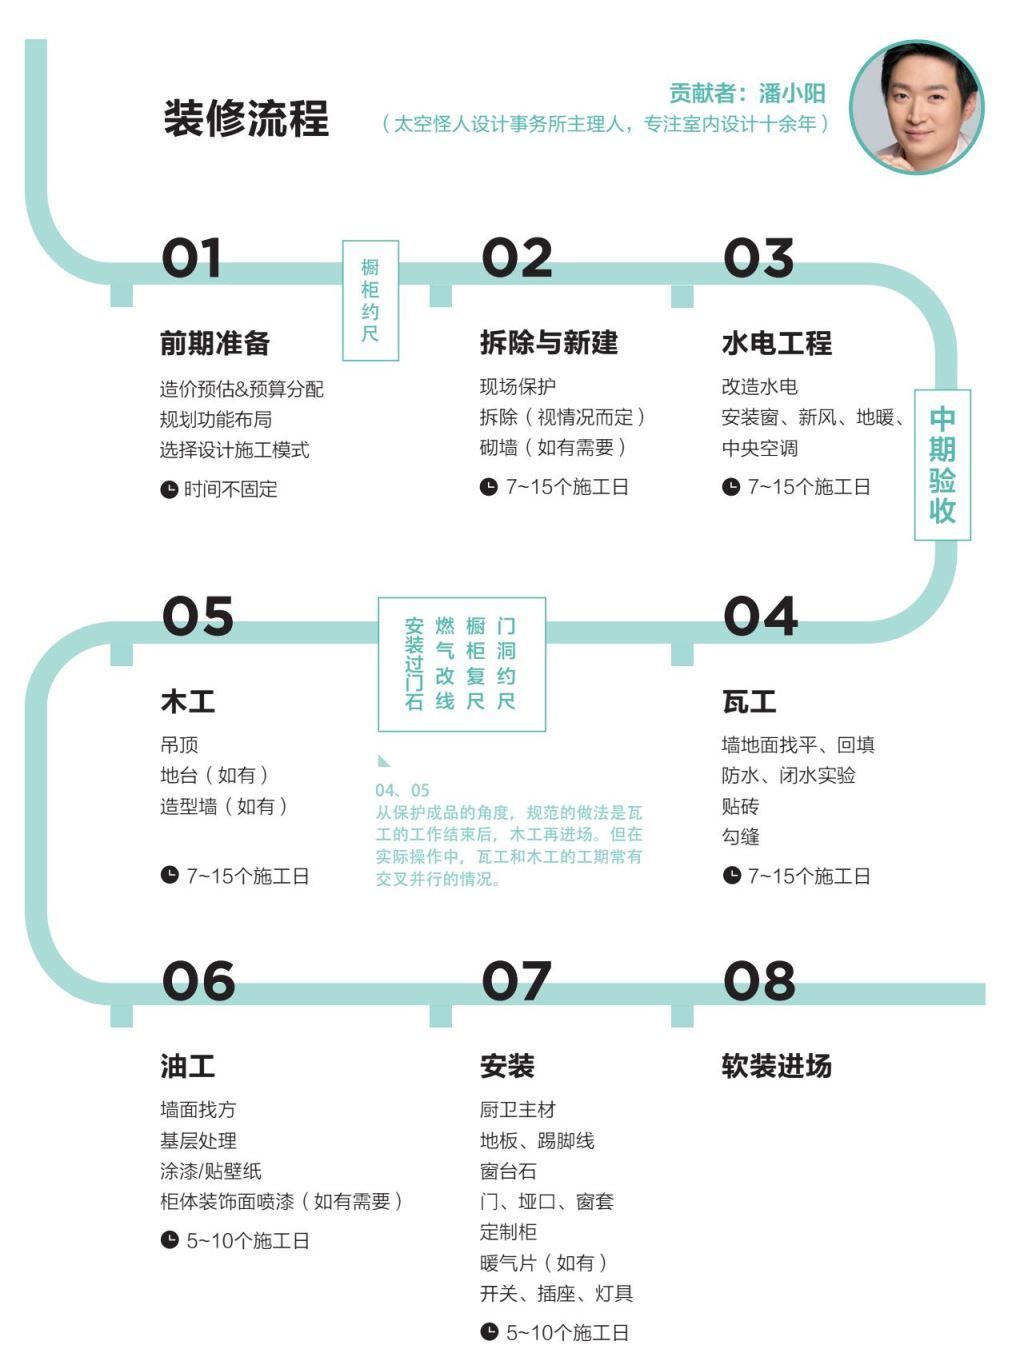 装修流程
贡献者：潘小阳
（太空怪人设计事务所主理人，专注室内设计十余年）
01
前期准备
造价预估&预算分配
规划功能布局
选择设计施工模式
时间不固定
橱柜约尺
02
拆除与新建
现场保护
拆除（视情况而定）
砌墙（如有需要）
7~15个施工日
03
水电工程
改造水电
安装窗、新风、地暖、
中央空调
7~15个施工日
中期验收
04
瓦工
墙地面找平、回填
防水、闭水实验
贴砖
勾缝
7~15个施工日
门洞约尺
橱柜复尺
燃气改线
安装过门石
04、05
从保护成品的角度，规范的做法是瓦
工的工作结束后，木工再进场。但在
实际操作中，瓦工和木工的工期常有
交叉并行的情况。
05
木工
吊顶
地台（如有）
造型墙（如有）
7~15个施工日
06
油工
墙面找方
基层处理
涂漆/贴壁纸
柜体装饰面喷漆（如有需要）
5~10个施工日
07
安装
厨卫主材
地板、踢脚线
窗台石
门、垭口、窗套
定制柜
暖气片（如有）
开关、插座、灯具
5~10个施工日
08
软装进场